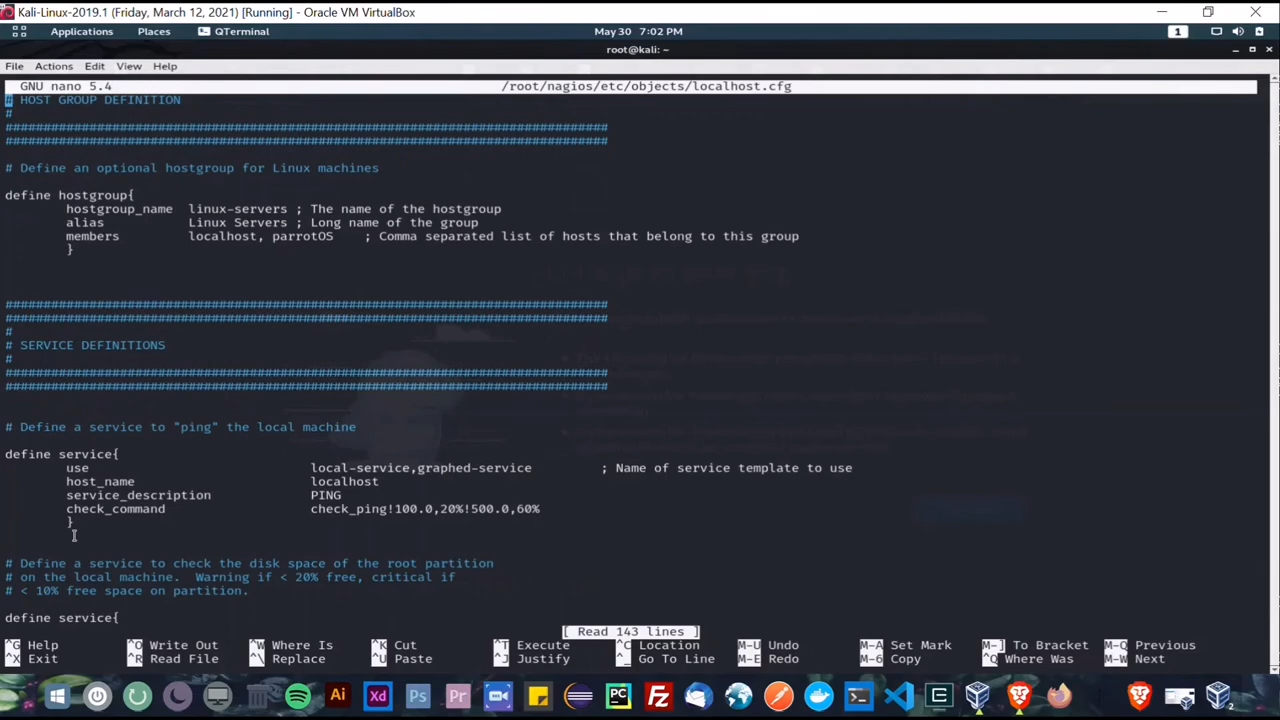 Kali-Linux-2019.1 (Friday, March 12, 2021) [Running] - Oracle VM VirtualBox
Applications Places QTerminal May 30 7:02 PM 1
root@kali: ~
File Actions Edit View Help
GNU nano 5.4 /root/nagios/etc/objects/localhost.cfg
# HOST GROUP DEFINITION
#
###############################################################################
###############################################################################
# Define an optional hostgroup for Linux machines
define hostgroup{
hostgroup_name linux-servers ; The name of the hostgroup
alias Linux Servers ; Long name of the group
members localhost, parrotOS ; Comma separated list of hosts that belong to this group
}
###############################################################################
###############################################################################
#
# SERVICE DEFINITIONS
#
###############################################################################
###############################################################################
# Define a service to "ping" the local machine
define service{
use local-service,graphed-service ; Name of service template to use
host_name localhost
service_description PING
check_command check_ping!100.0,20%!500.0,60%
}
# Define a service to check the disk space of the root partition
# on the local machine. Warning if < 20% free, critical if
# < 10% free space on partition.
define service{
[ Read 143 lines ]
^G Help ^O Write Out ^W Where Is ^K Cut ^T Execute ^C Location M-U Undo M-A Set Mark M-] To Bracket M-Q Previous
^X Exit ^R Read File ^\ Replace ^U Paste ^J Justify ^_ Go To Line M-E Redo M-6 Copy ^Q Where Was M-W Next
Ai Xd Ps Pr PC FZ E 2